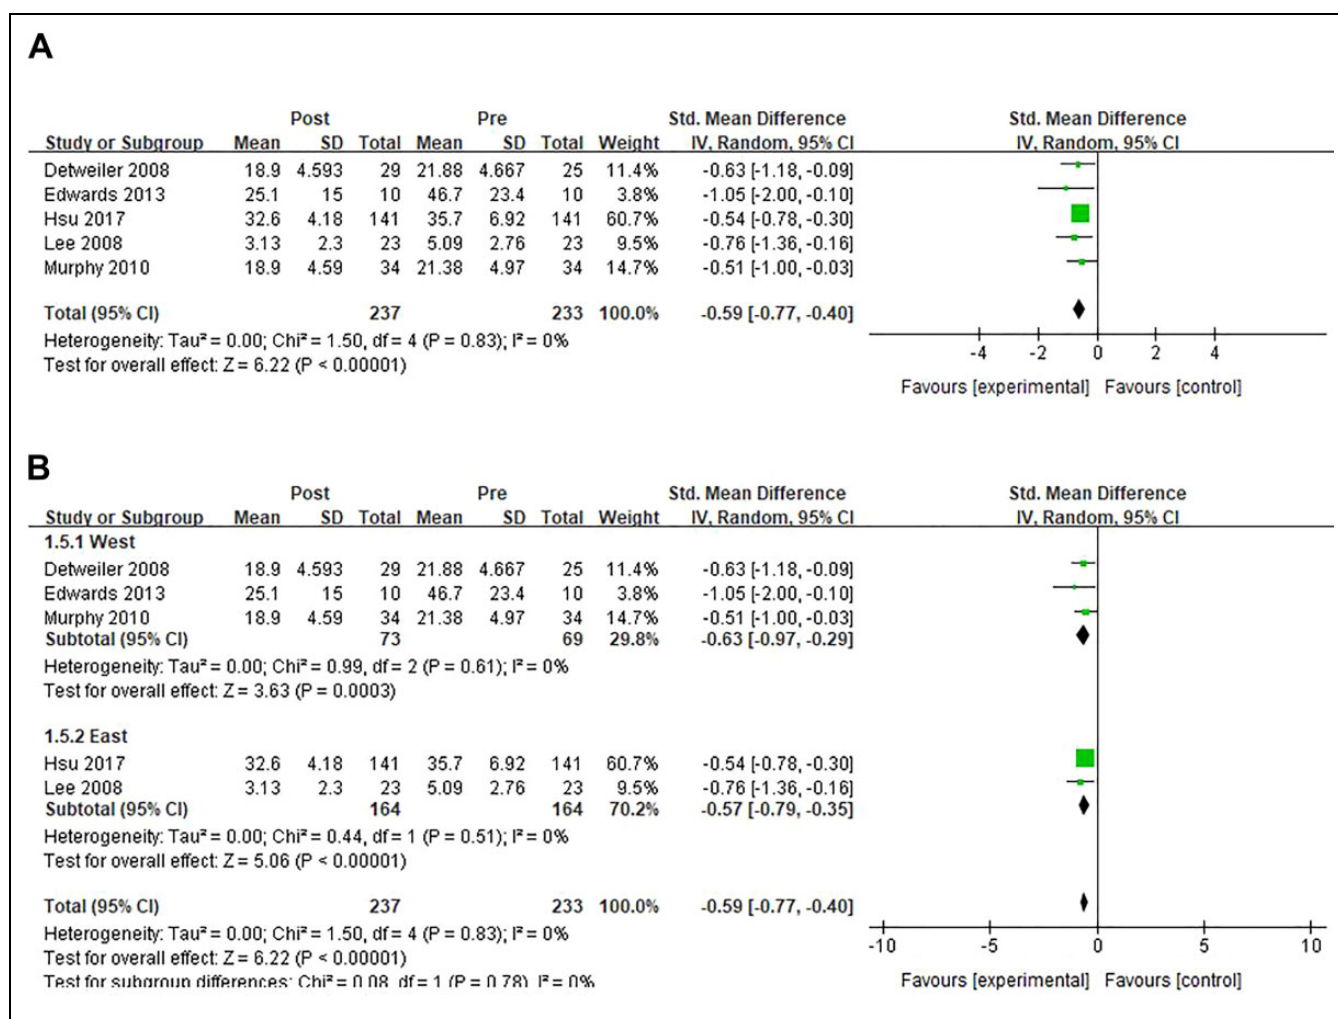 A
Post Pre Std. Mean Difference Std. Mean Difference
Study or Subgroup Mean SD Total Mean SD Total Weight IV, Random, 95% CI IV, Random, 95% CI
Detweiler 2008 18.9 4.593 29 21.88 4.667 25 11.4% -0.63 [-1.18, -0.09]
Edwards 2013 25.1 15 10 46.7 23.4 10 3.8% -1.05 [-2.00, -0.10]
Hsu 2017 32.6 4.18 141 35.7 6.92 141 60.7% -0.54 [-0.78, -0.30]
Lee 2008 3.13 2.3 23 5.09 2.76 23 9.5% -0.76 [-1.36, -0.16]
Murphy 2010 18.9 4.59 34 21.38 4.97 34 14.7% -0.51 [-1.00, -0.03]
Total (95% CI) 237 233 100.0% -0.59 [-0.77, -0.40]
Heterogeneity: Tau² = 0.00; Chi² = 1.50, df = 4 (P = 0.83); I² = 0%
Test for overall effect: Z = 6.22 (P < 0.00001)
-4 -2 0 2 4
Favours [experimental] Favours [control]
B
Post Pre Std. Mean Difference Std. Mean Difference
Study or Subgroup Mean SD Total Mean SD Total Weight IV, Random, 95% CI IV, Random, 95% CI
1.5.1 West
Detweiler 2008 18.9 4.593 29 21.88 4.667 25 11.4% -0.63 [-1.18, -0.09]
Edwards 2013 25.1 15 10 46.7 23.4 10 3.8% -1.05 [-2.00, -0.10]
Murphy 2010 18.9 4.59 34 21.38 4.97 34 14.7% -0.51 [-1.00, -0.03]
Subtotal (95% CI) 73 69 29.8% -0.63 [-0.97, -0.29]
Heterogeneity: Tau² = 0.00; Chi² = 0.99, df = 2 (P = 0.61); I² = 0%
Test for overall effect: Z = 3.63 (P = 0.0003)
1.5.2 East
Hsu 2017 32.6 4.18 141 35.7 6.92 141 60.7% -0.54 [-0.78, -0.30]
Lee 2008 3.13 2.3 23 5.09 2.76 23 9.5% -0.76 [-1.36, -0.16]
Subtotal (95% CI) 164 164 70.2% -0.57 [-0.79, -0.35]
Heterogeneity: Tau² = 0.00; Chi² = 0.44, df = 1 (P = 0.51); I² = 0%
Test for overall effect: Z = 5.06 (P < 0.00001)
Total (95% CI) 237 233 100.0% -0.59 [-0.77, -0.40]
Heterogeneity: Tau² = 0.00; Chi² = 1.50, df = 4 (P = 0.83); I² = 0%
Test for overall effect: Z = 6.22 (P < 0.00001)
Test for subgroup differences: Chi² = 0.08, df = 1 (P = 0.78), I² = 0%
-10 -5 0 5 10
Favours [experimental] Favours [control]